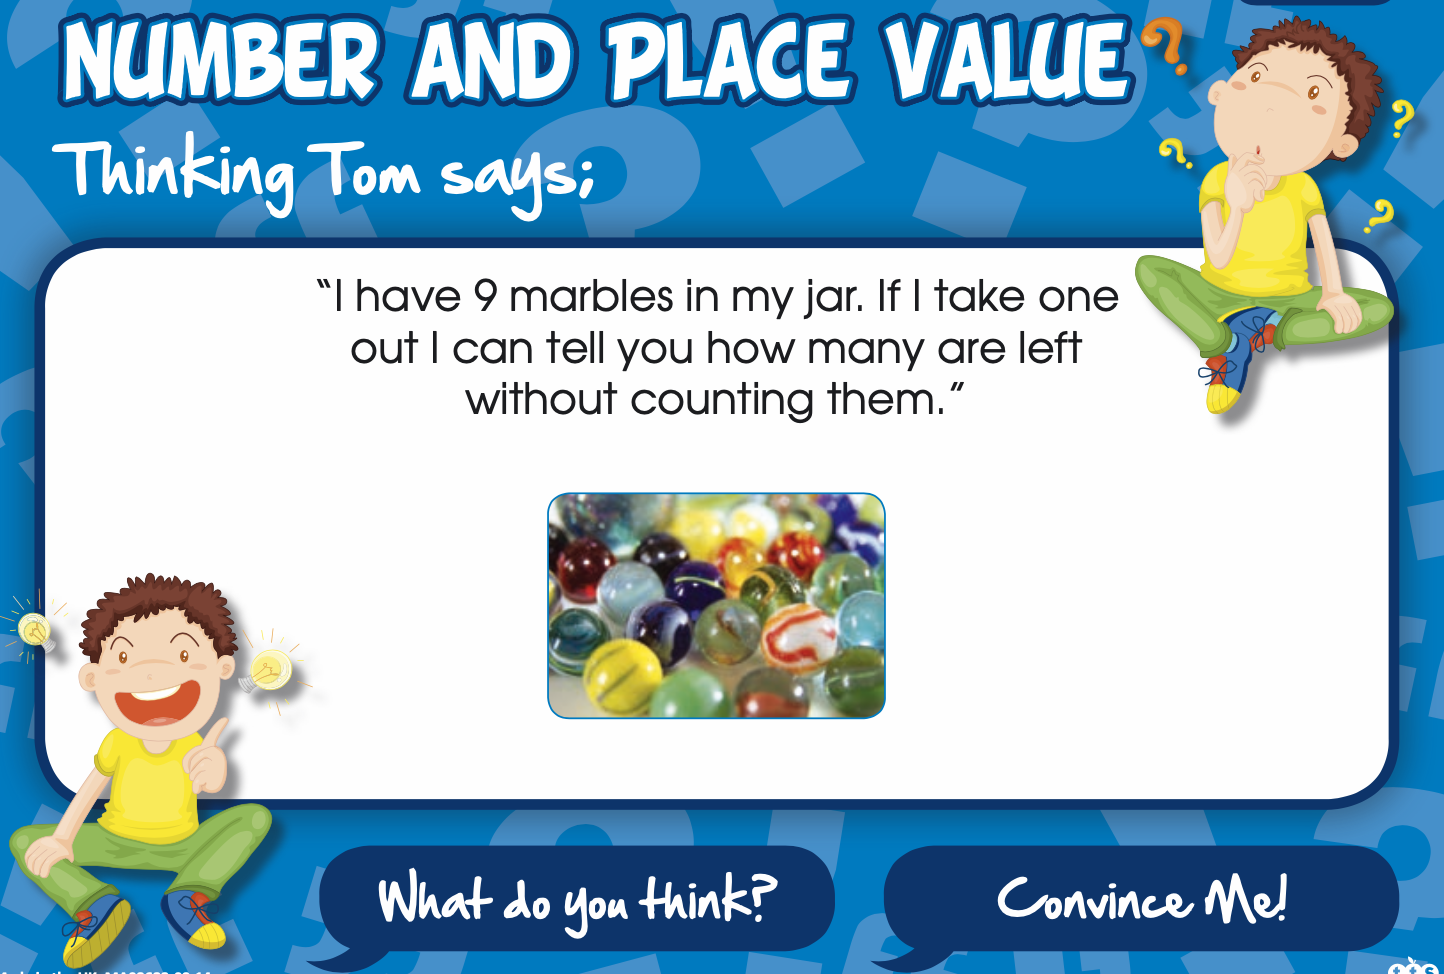 NUMBER AND PLACE VALUE
Thinking Tom says;
“I have 9 marbles in my jar. If I take one
out I can tell you how many are left
without counting them.”
What do you think?
Convince Me!